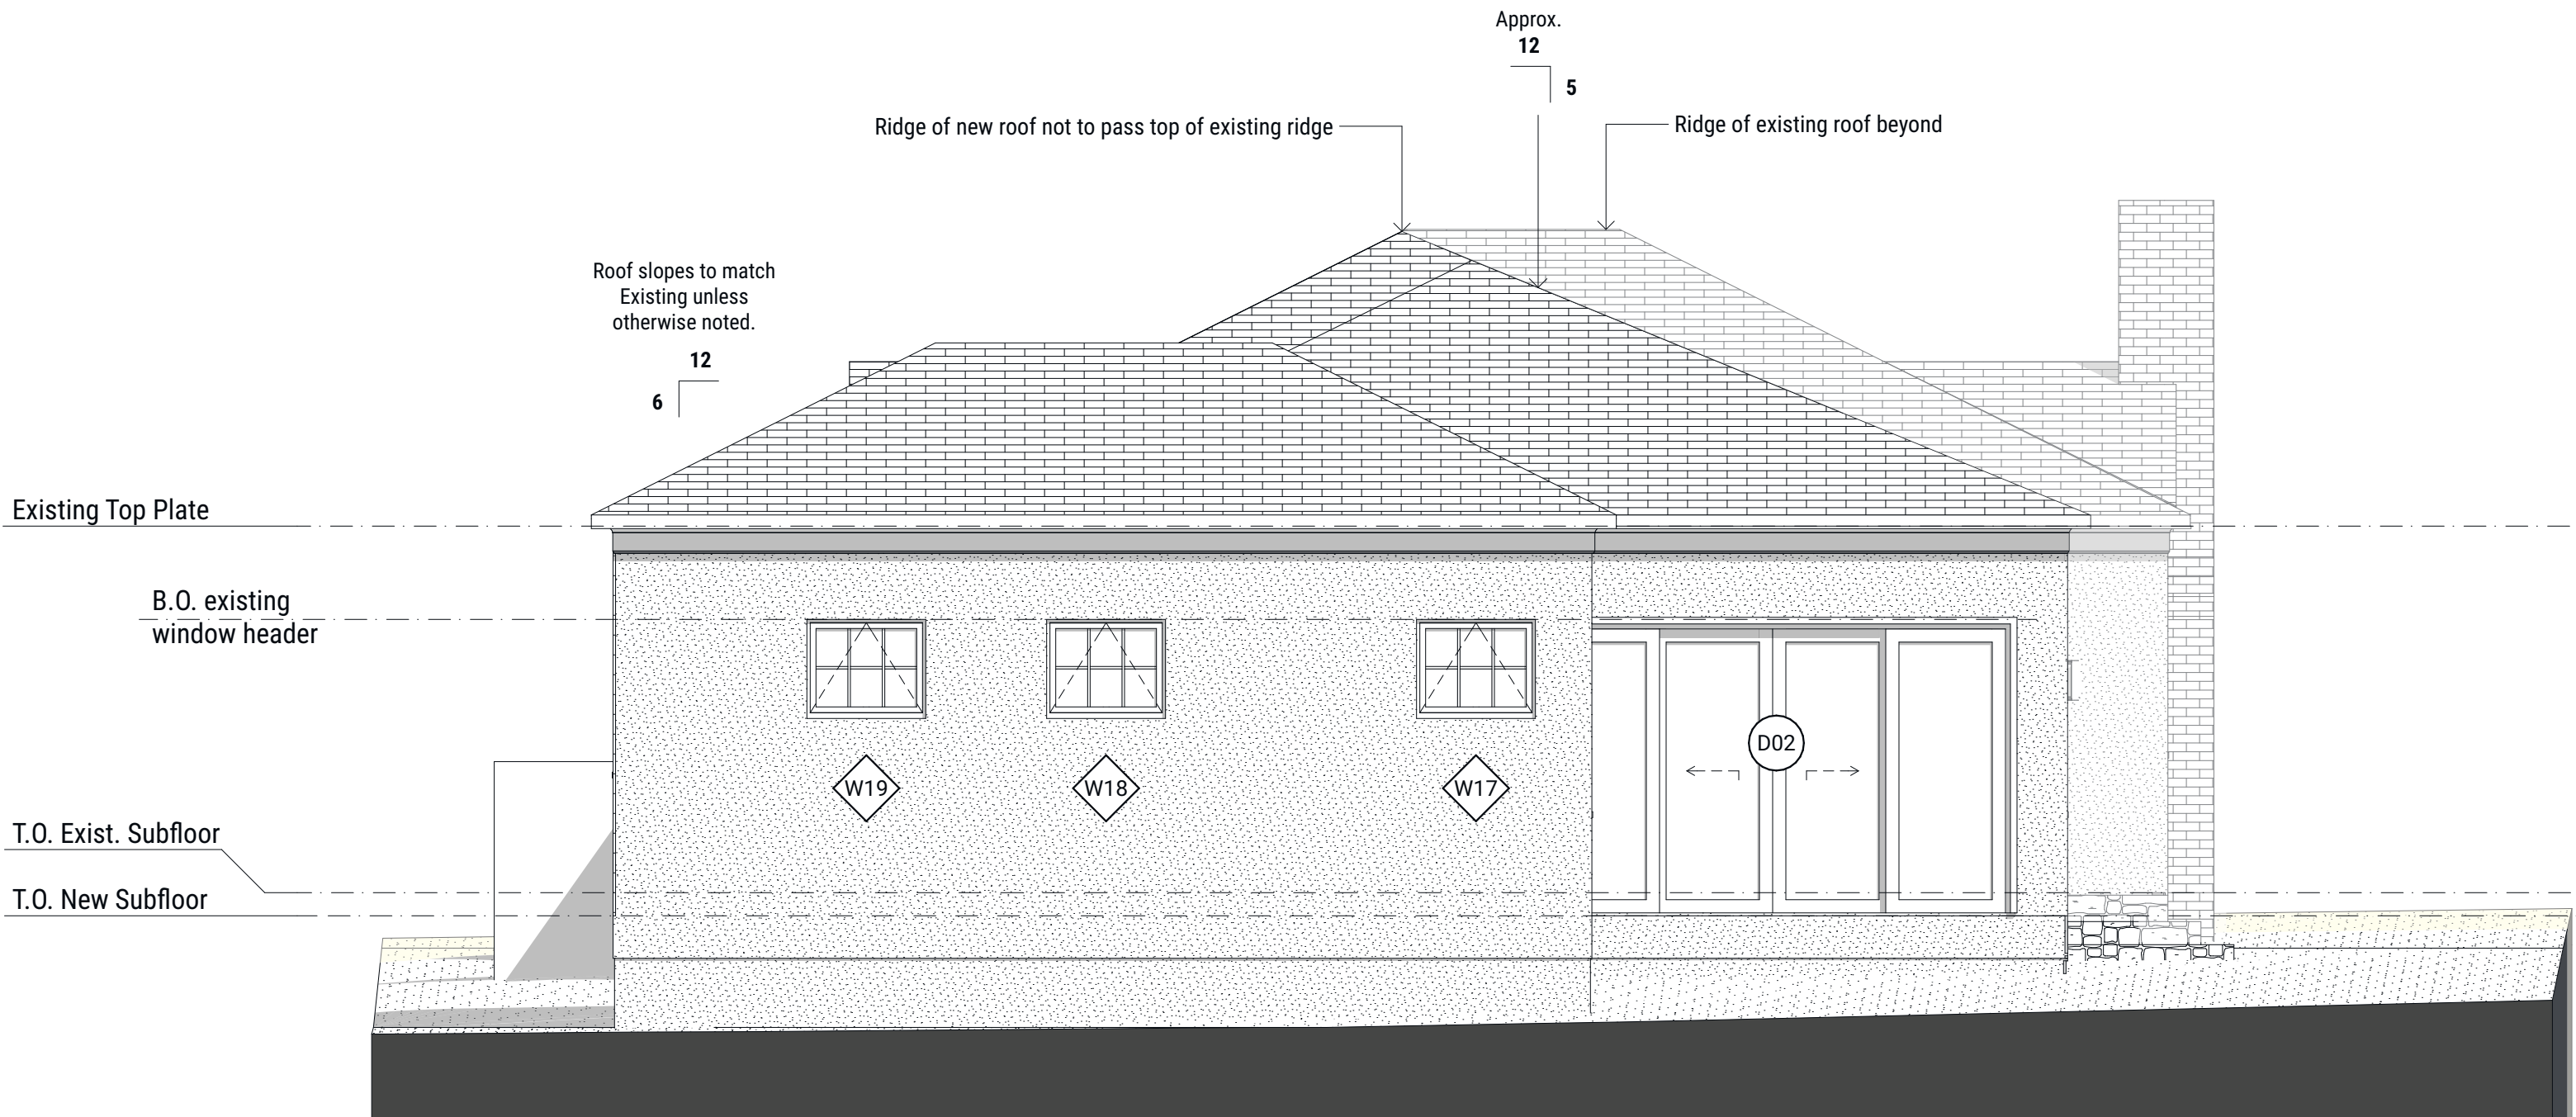 Approx.
12
5
Ridge of new roof not to pass top of existing ridge
Ridge of existing roof beyond
Roof slopes to match
Existing unless
otherwise noted.
12
6
Existing Top Plate
B.O. existing
window header
D02
W19
W18
W17
T.O. Exist. Subfloor
T.O. New Subfloor